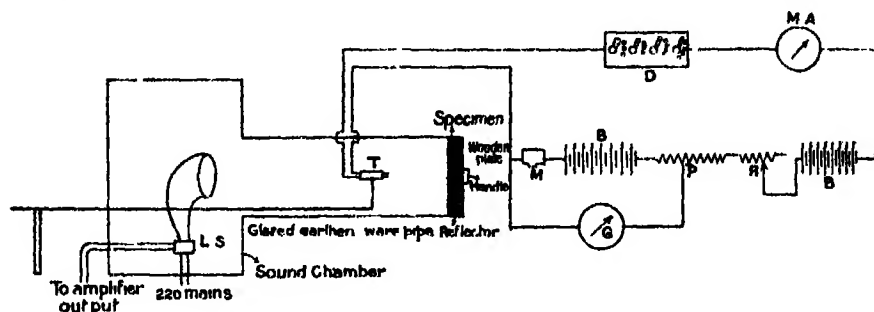 M A
D
Specimen
Wooden
plate
B
T
M
Handle
P
R
B
G
Glazed earthen ware pipe Reflector
L S
Sound Chamber
To amplifier
out put
220 mains